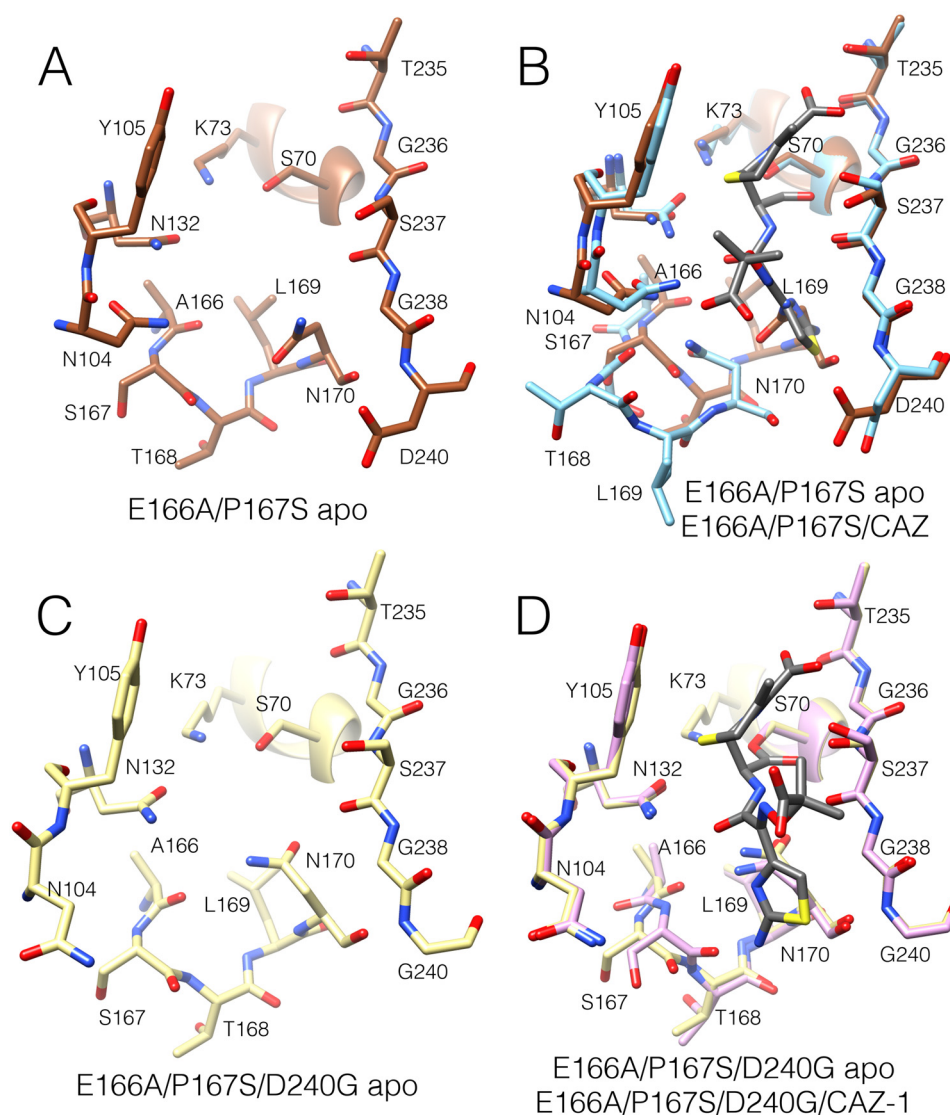 A
T235
Y105
K73
G236
S70
N132
S237
A166
L169
G238
N104
N170
S167
T168
D240
E166A/P167S apo
B
T235
Y105
K73
S70
G236
S237
A166
L169
G238
N104
S167
N170
D240
T168
L169
E166A/P167S apo
E166A/P167S/CAZ
C
T235
Y105
K73
G236
S70
N132
S237
A166
N170
G238
N104
L169
G240
S167
T168
E166A/P167S/D240G apo
D
T235
Y105
K73
S70
G236
N132
S237
A166
G238
N104
L169
N170
G240
S167
T168
E166A/P167S/D240G apo
E166A/P167S/D240G/CAZ-1